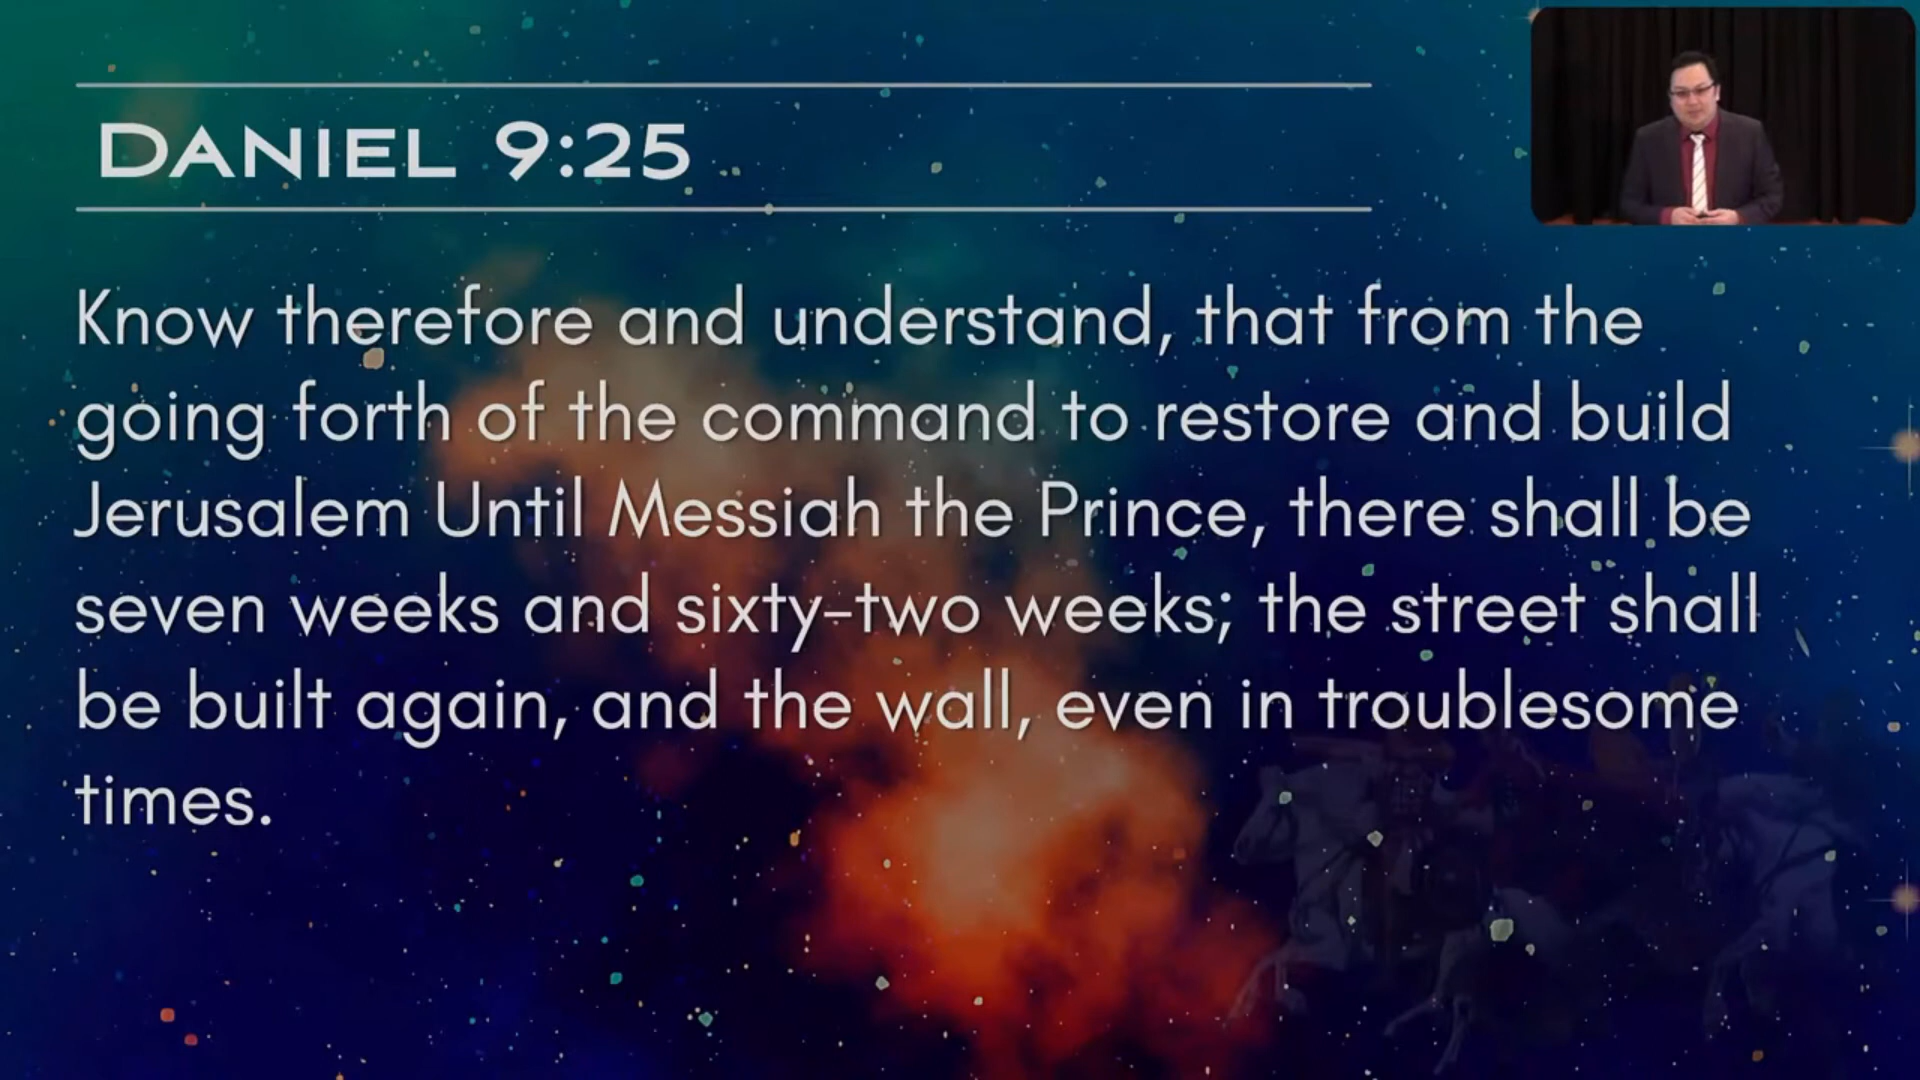 DANIEL 9:25
Know therefore and understand, that from the
going forth of the command to restore and build
Jerusalem Until Messiah the Prince, there shall be
seven weeks and sixty-two weeks; the street shall
be built again, and the wall, even in troublesome
times.